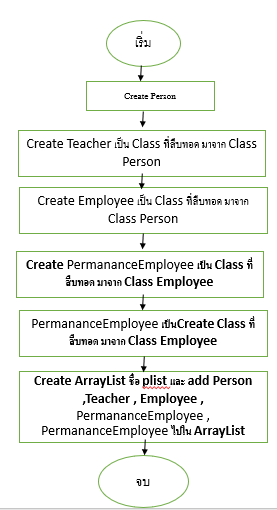 เริ่ม
Create Person
Create Teacher เป็น Class ที่สืบทอด มาจาก Class
Person
Create Employee เป็น Class ที่สืบทอด มาจาก
Class Person
Create PermananceEmployee เป็น Class ที่
สืบทอด มาจาก Class Employee
PermananceEmployee เป็นCreate Class ที่
สืบทอด มาจาก Class Employee
Create ArrayList ชื่อ plist และ add Person
,Teacher , Employee ,
PermananceEmployee ,
PermananceEmployee ไปใน ArrayList
จบ